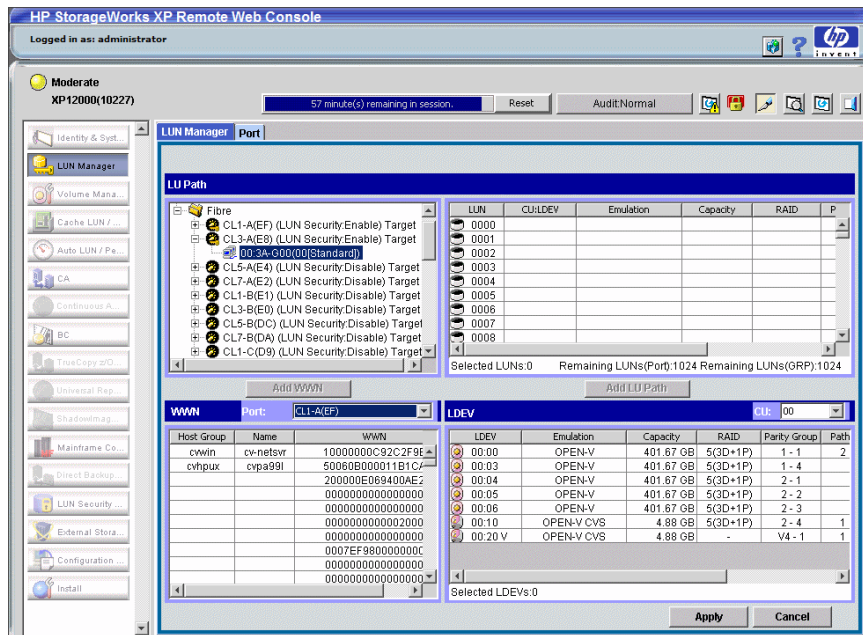 HP StorageWorks XP Remote Web Console
Logged in as: administrator
hp
invent
Moderate
XP12000(10227)
57 minute(s) remaining in session.
Reset
Audit:Normal
Identity & Syst...
LUN Manager
Volume Mana...
Cache LUN / ...
Auto LUN / Pe...
CA
Continuous A...
BC
TrueCopy z/O...
Universal Rep...
ShadowImag...
Mainframe Co...
Direct Backup...
LUN Security ...
External Stora...
Configuration ...
Install
LUN Manager Port
LU Path
Fibre
CL1-A(EF) (LUN Security:Enable) Target
CL3-A(E8) (LUN Security:Enable) Target
00:3A-G00(00[Standard])
CL5-A(E4) (LUN Security:Disable) Target
CL7-A(E2) (LUN Security:Disable) Target
CL1-B(E1) (LUN Security:Disable) Target
CL3-B(E0) (LUN Security:Disable) Target
CL5-B(DC) (LUN Security:Disable) Target
CL7-B(DA) (LUN Security:Disable) Target
CL1-C(D9) (LUN Security:Disable) Target
LUN CU:LDEV Emulation Capacity RAID P
0000
0001
0002
0003
0004
0005
0006
0007
0008
Selected LUNs:0 Remaining LUNs(Port):1024 Remaining LUNs(GRP):1024
Add WWN
Add LU Path
WWN Port: CL1-A(EF)
Host Group Name WWN
cvwin cv-netsvr 10000000C92C2F9E
cvhpux cvpa99l 50060B000011B1C
200000E069400AE2
0000000000000000
0000000000000000
0000000000002000
0000000000000000
0007EF9800000000
0000000000000000
0000000000000000
LDEV CU: 00
LDEV Emulation Capacity RAID Parity Group Path
00:00 OPEN-V 401.67 GB 5(3D+1P) 1 - 1 2
00:03 OPEN-V 401.67 GB 5(3D+1P) 1 - 4
00:04 OPEN-V 401.67 GB 5(3D+1P) 2 - 1
00:05 OPEN-V 401.67 GB 5(3D+1P) 2 - 2
00:06 OPEN-V 401.67 GB 5(3D+1P) 2 - 3
00:10 OPEN-V CVS 4.88 GB 5(3D+1P) 2 - 4 1
00:20 V OPEN-V CVS 4.88 GB - V4 - 1 1
Selected LDEVs:0
Apply
Cancel